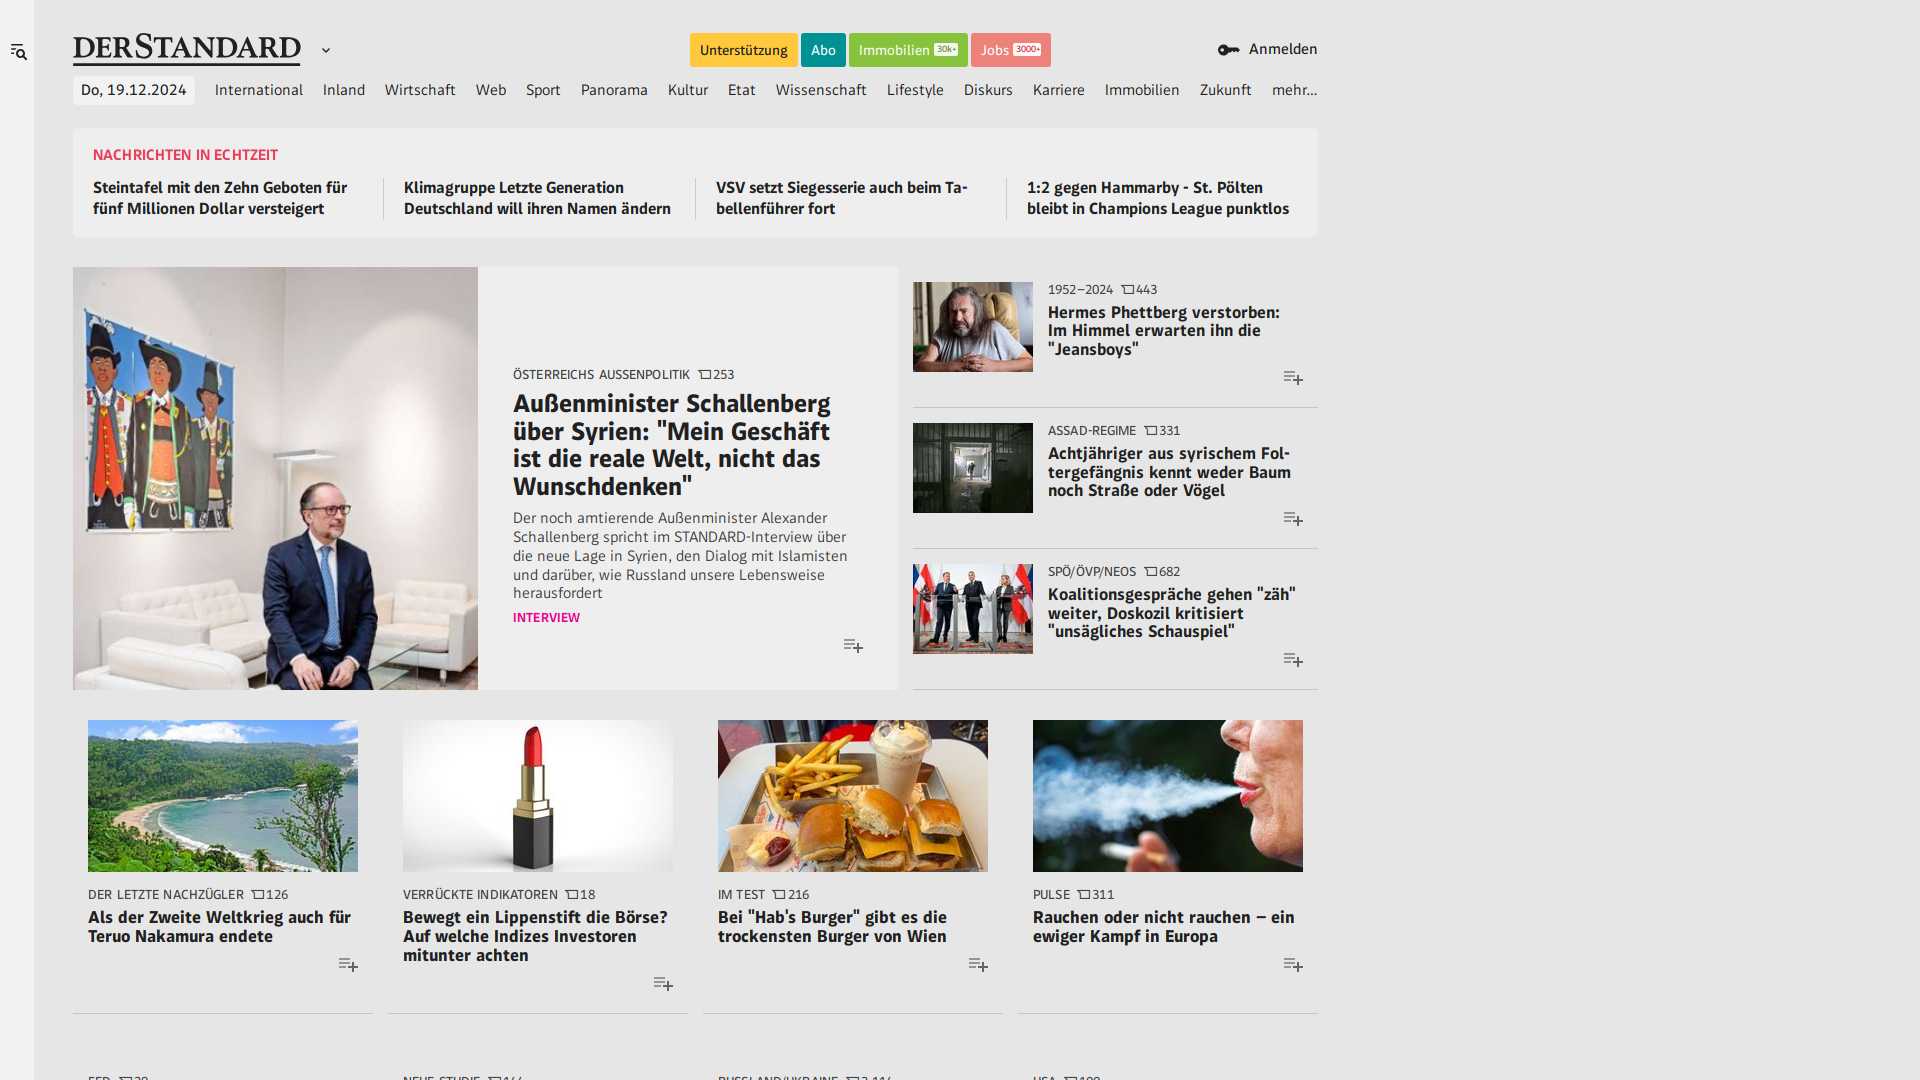 DERSTANDARD
Unterstützung
Abo
Immobilien 30k+
Jobs 3000+
Anmelden
Do, 19.12.2024
International
Inland
Wirtschaft
Web
Sport
Panorama
Kultur
Etat
Wissenschaft
Lifestyle
Diskurs
Karriere
Immobilien
Zukunft
mehr...
NACHRICHTEN IN ECHTZEIT
Steintafel mit den Zehn Geboten für
fünf Millionen Dollar versteigert
Klimagruppe Letzte Generation
Deutschland will ihren Namen ändern
VSV setzt Siegesserie auch beim Ta-
bellenführer fort
1:2 gegen Hammarby - St. Pölten
bleibt in Champions League punktlos
ÖSTERREICHS AUSSENPOLITIK 253
Außenminister Schallenberg
über Syrien: "Mein Geschäft
ist die reale Welt, nicht das
Wunschdenken"
Der noch amtierende Außenminister Alexander
Schallenberg spricht im STANDARD-Interview über
die neue Lage in Syrien, den Dialog mit Islamisten
und darüber, wie Russland unsere Lebensweise
herausfordert
INTERVIEW
1952–2024 443
Hermes Phettberg verstorben:
Im Himmel erwarten ihn die
"Jeansboys"
ASSAD-REGIME 331
Achtjähriger aus syrischem Fol-
tergefängnis kennt weder Baum
noch Straße oder Vögel
SPÖ/ÖVP/NEOS 682
Koalitionsgespräche gehen "zäh"
weiter, Doskozil kritisiert
"unsägliches Schauspiel"
DER LETZTE NACHZÜGLER 126
Als der Zweite Weltkrieg auch für
Teruo Nakamura endete
VERRÜCKTE INDIKATOREN 18
Bewegt ein Lippenstift die Börse?
Auf welche Indizes Investoren
mitunter achten
IM TEST 216
Bei "Hab's Burger" gibt es die
trockensten Burger von Wien
PULSE 311
Rauchen oder nicht rauchen – ein
ewiger Kampf in Europa
NEUE STUDIE
RUSSLAND/UKRAINE
USA